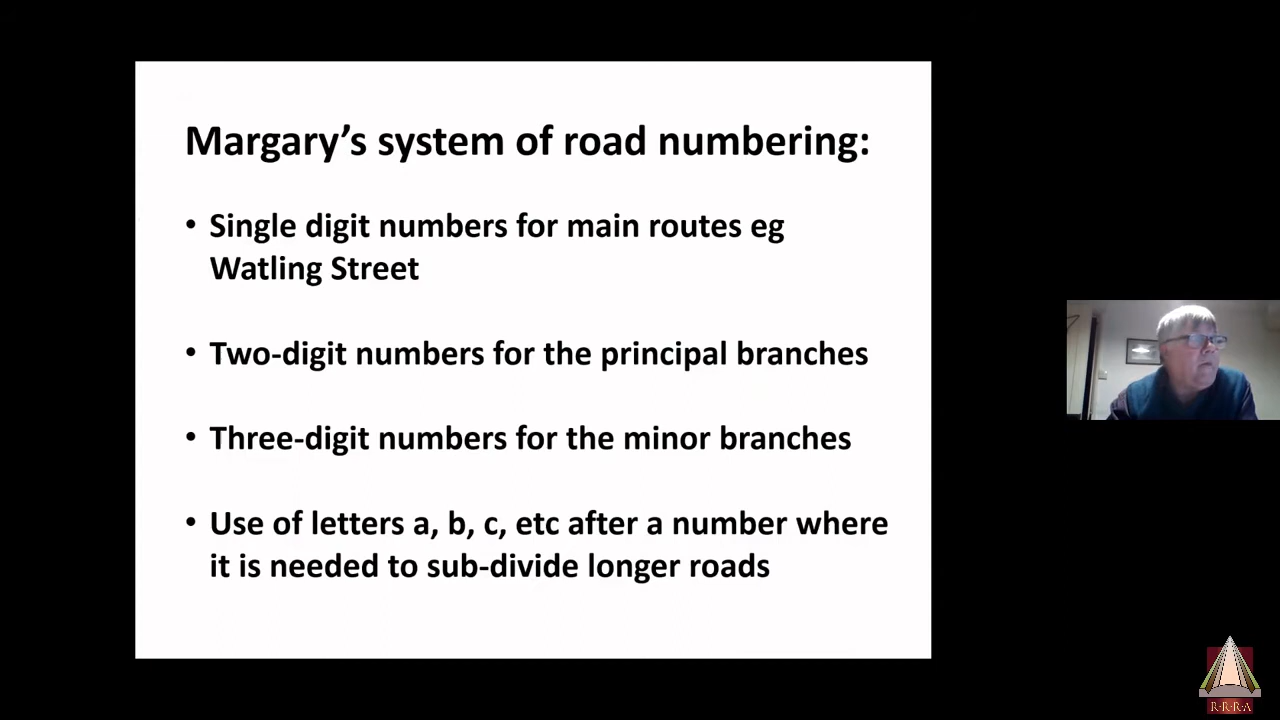 Margary’s system of road numbering:
• Single digit numbers for main routes eg
Watling Street
• Two-digit numbers for the principal branches
• Three-digit numbers for the minor branches
• Use of letters a, b, c, etc after a number where
it is needed to sub-divide longer roads
R·R·R·A